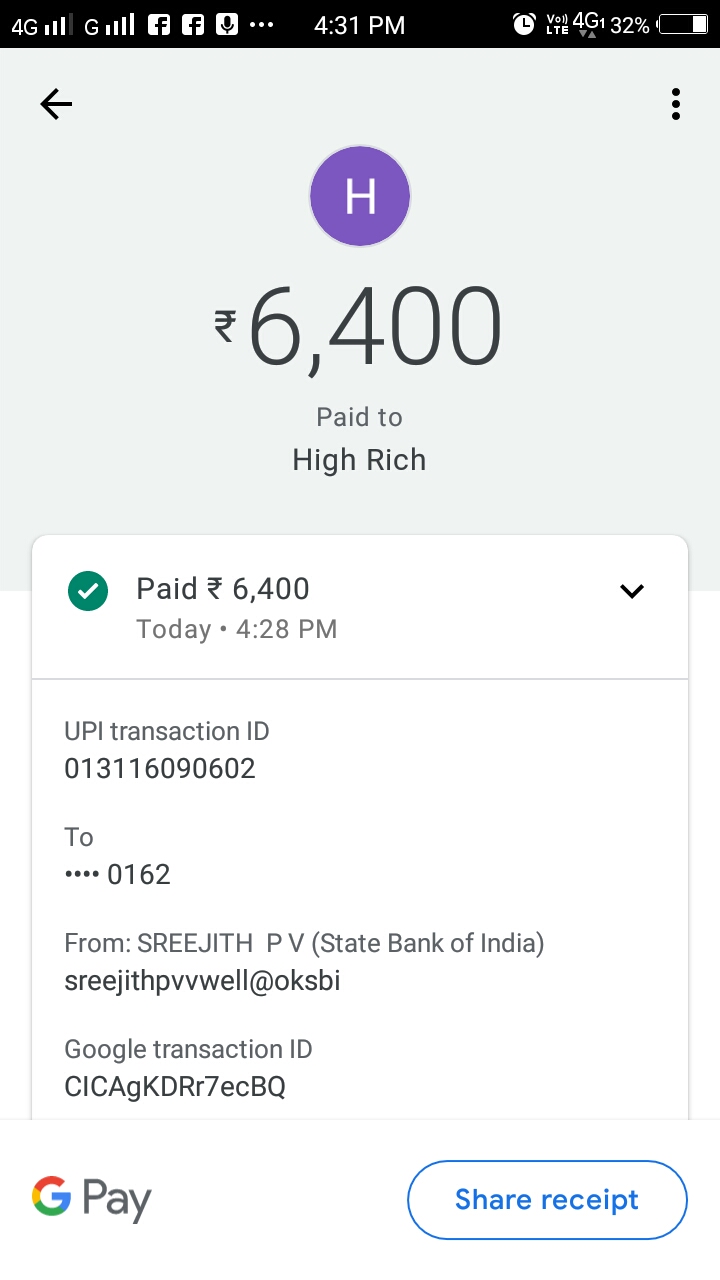 4G G 4:31 PM Vo)) LTE 4G1 32%
H
₹6,400
Paid to
High Rich
Paid ₹ 6,400
Today • 4:28 PM
UPI transaction ID
013116090602
To
•••• 0162
From: SREEJITH  P V (State Bank of India)
sreejithpvvwell@oksbi
Google transaction ID
CICAgKDRr7ecBQ
G Pay Share receipt